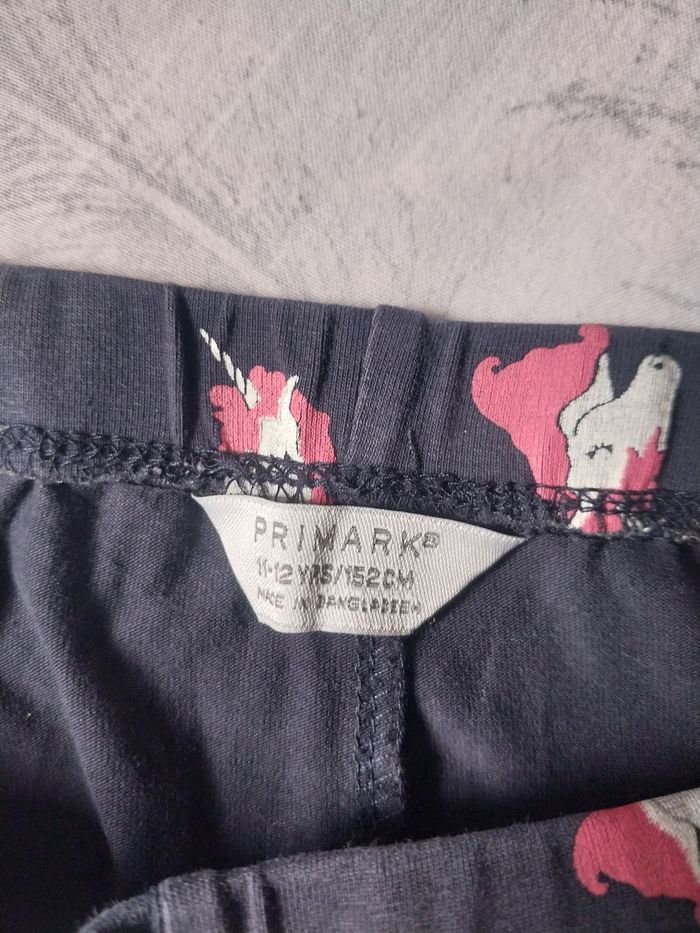 PRIMARK®
11-12 YRS/152CM
MADE IN BANGLADESH